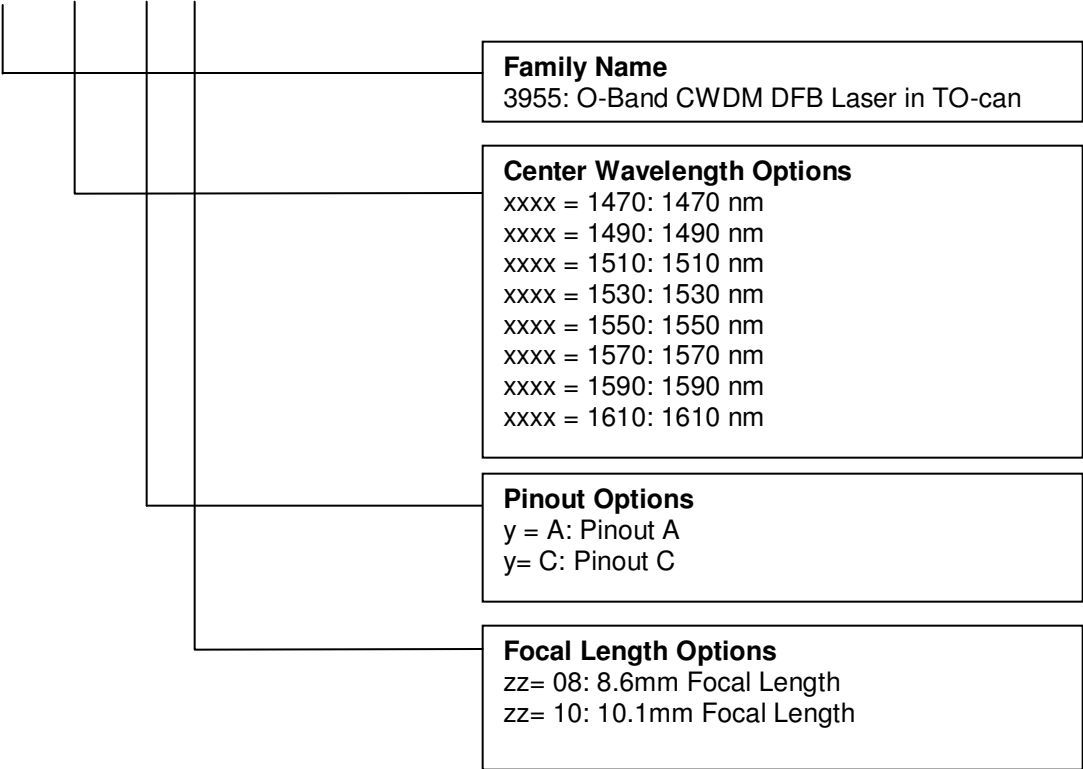 Family Name
3955: O-Band CWDM DFB Laser in TO-can
Center Wavelength Options
xxxx = 1470: 1470 nm
xxxx = 1490: 1490 nm
xxxx = 1510: 1510 nm
xxxx = 1530: 1530 nm
xxxx = 1550: 1550 nm
xxxx = 1570: 1570 nm
xxxx = 1590: 1590 nm
xxxx = 1610: 1610 nm
Pinout Options
y = A: Pinout A
y= C: Pinout C
Focal Length Options
zz= 08: 8.6mm Focal Length
zz= 10: 10.1mm Focal Length